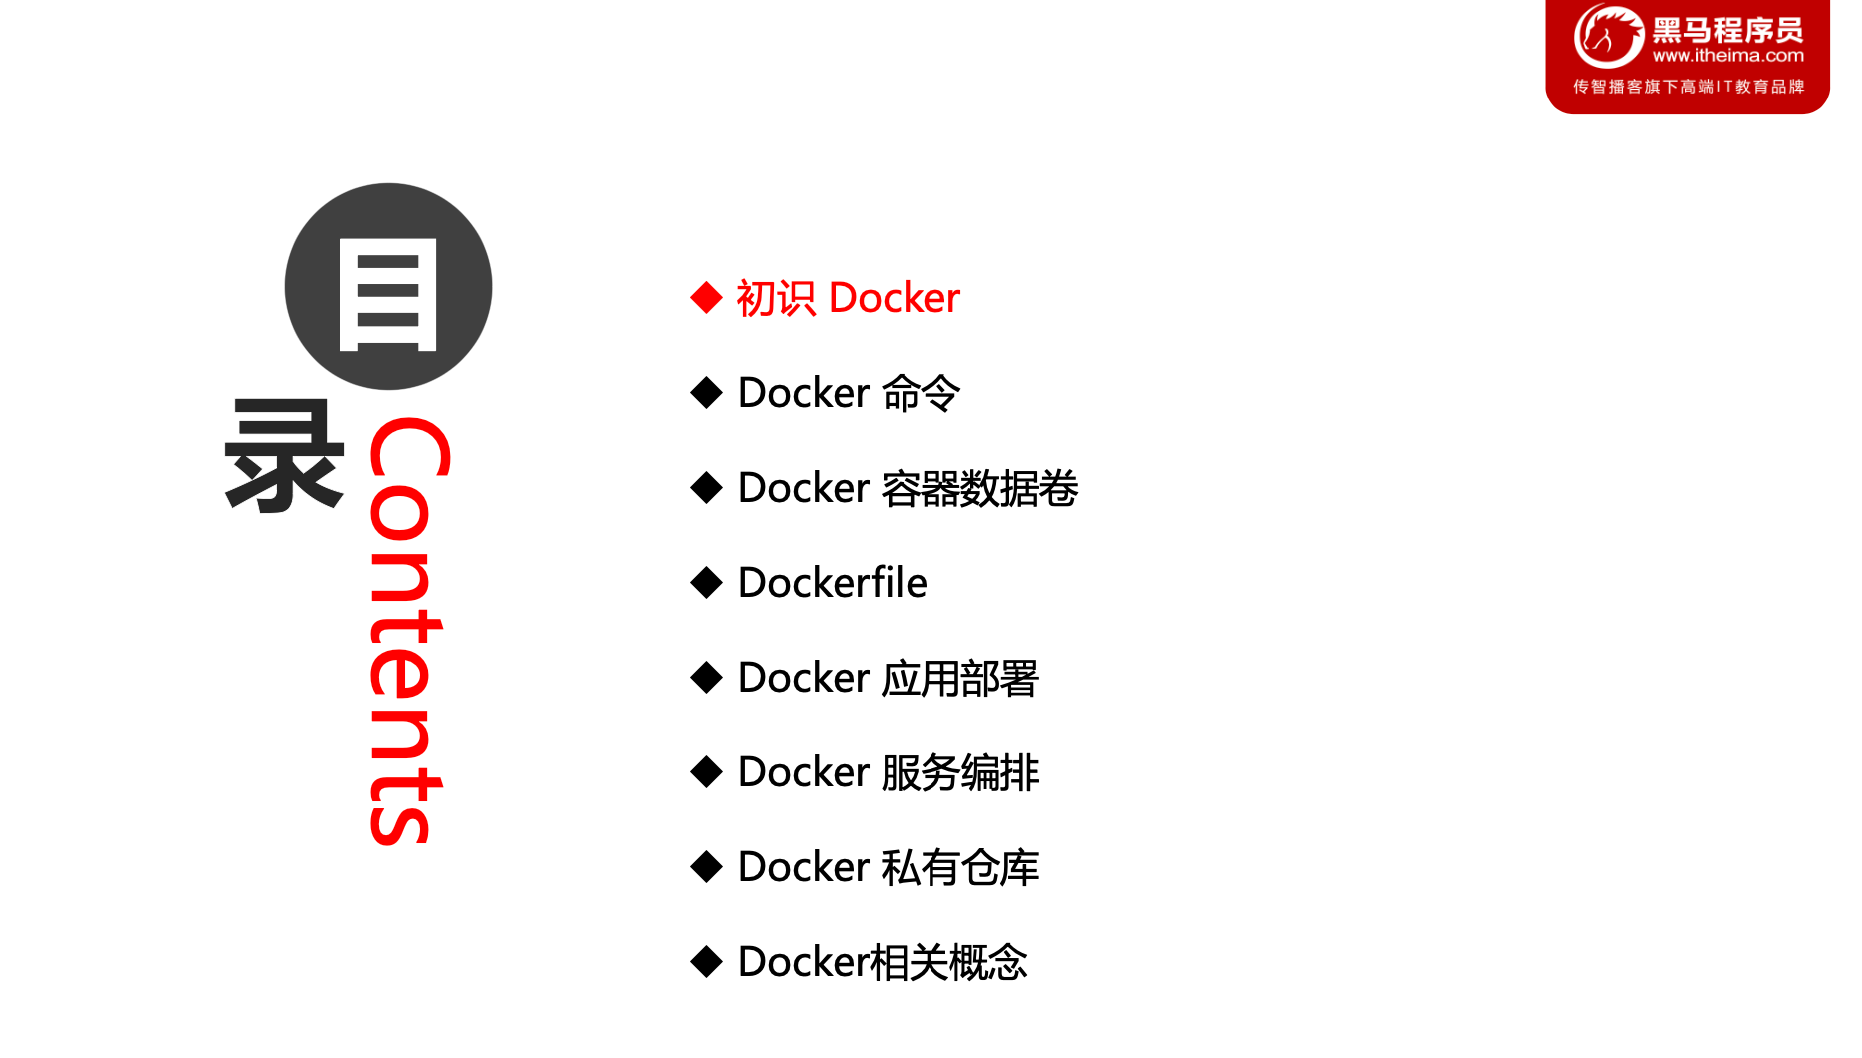 黑马程序员
www.itheima.com
传智播客旗下高端IT教育品牌
目
录
Contents
初识 Docker
Docker 命令
Docker 容器数据卷
Dockerfile
Docker 应用部署
Docker 服务编排
Docker 私有仓库
Docker相关概念